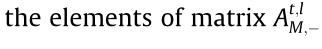 the elements of matrix $A_{M,-}^{t,l}$